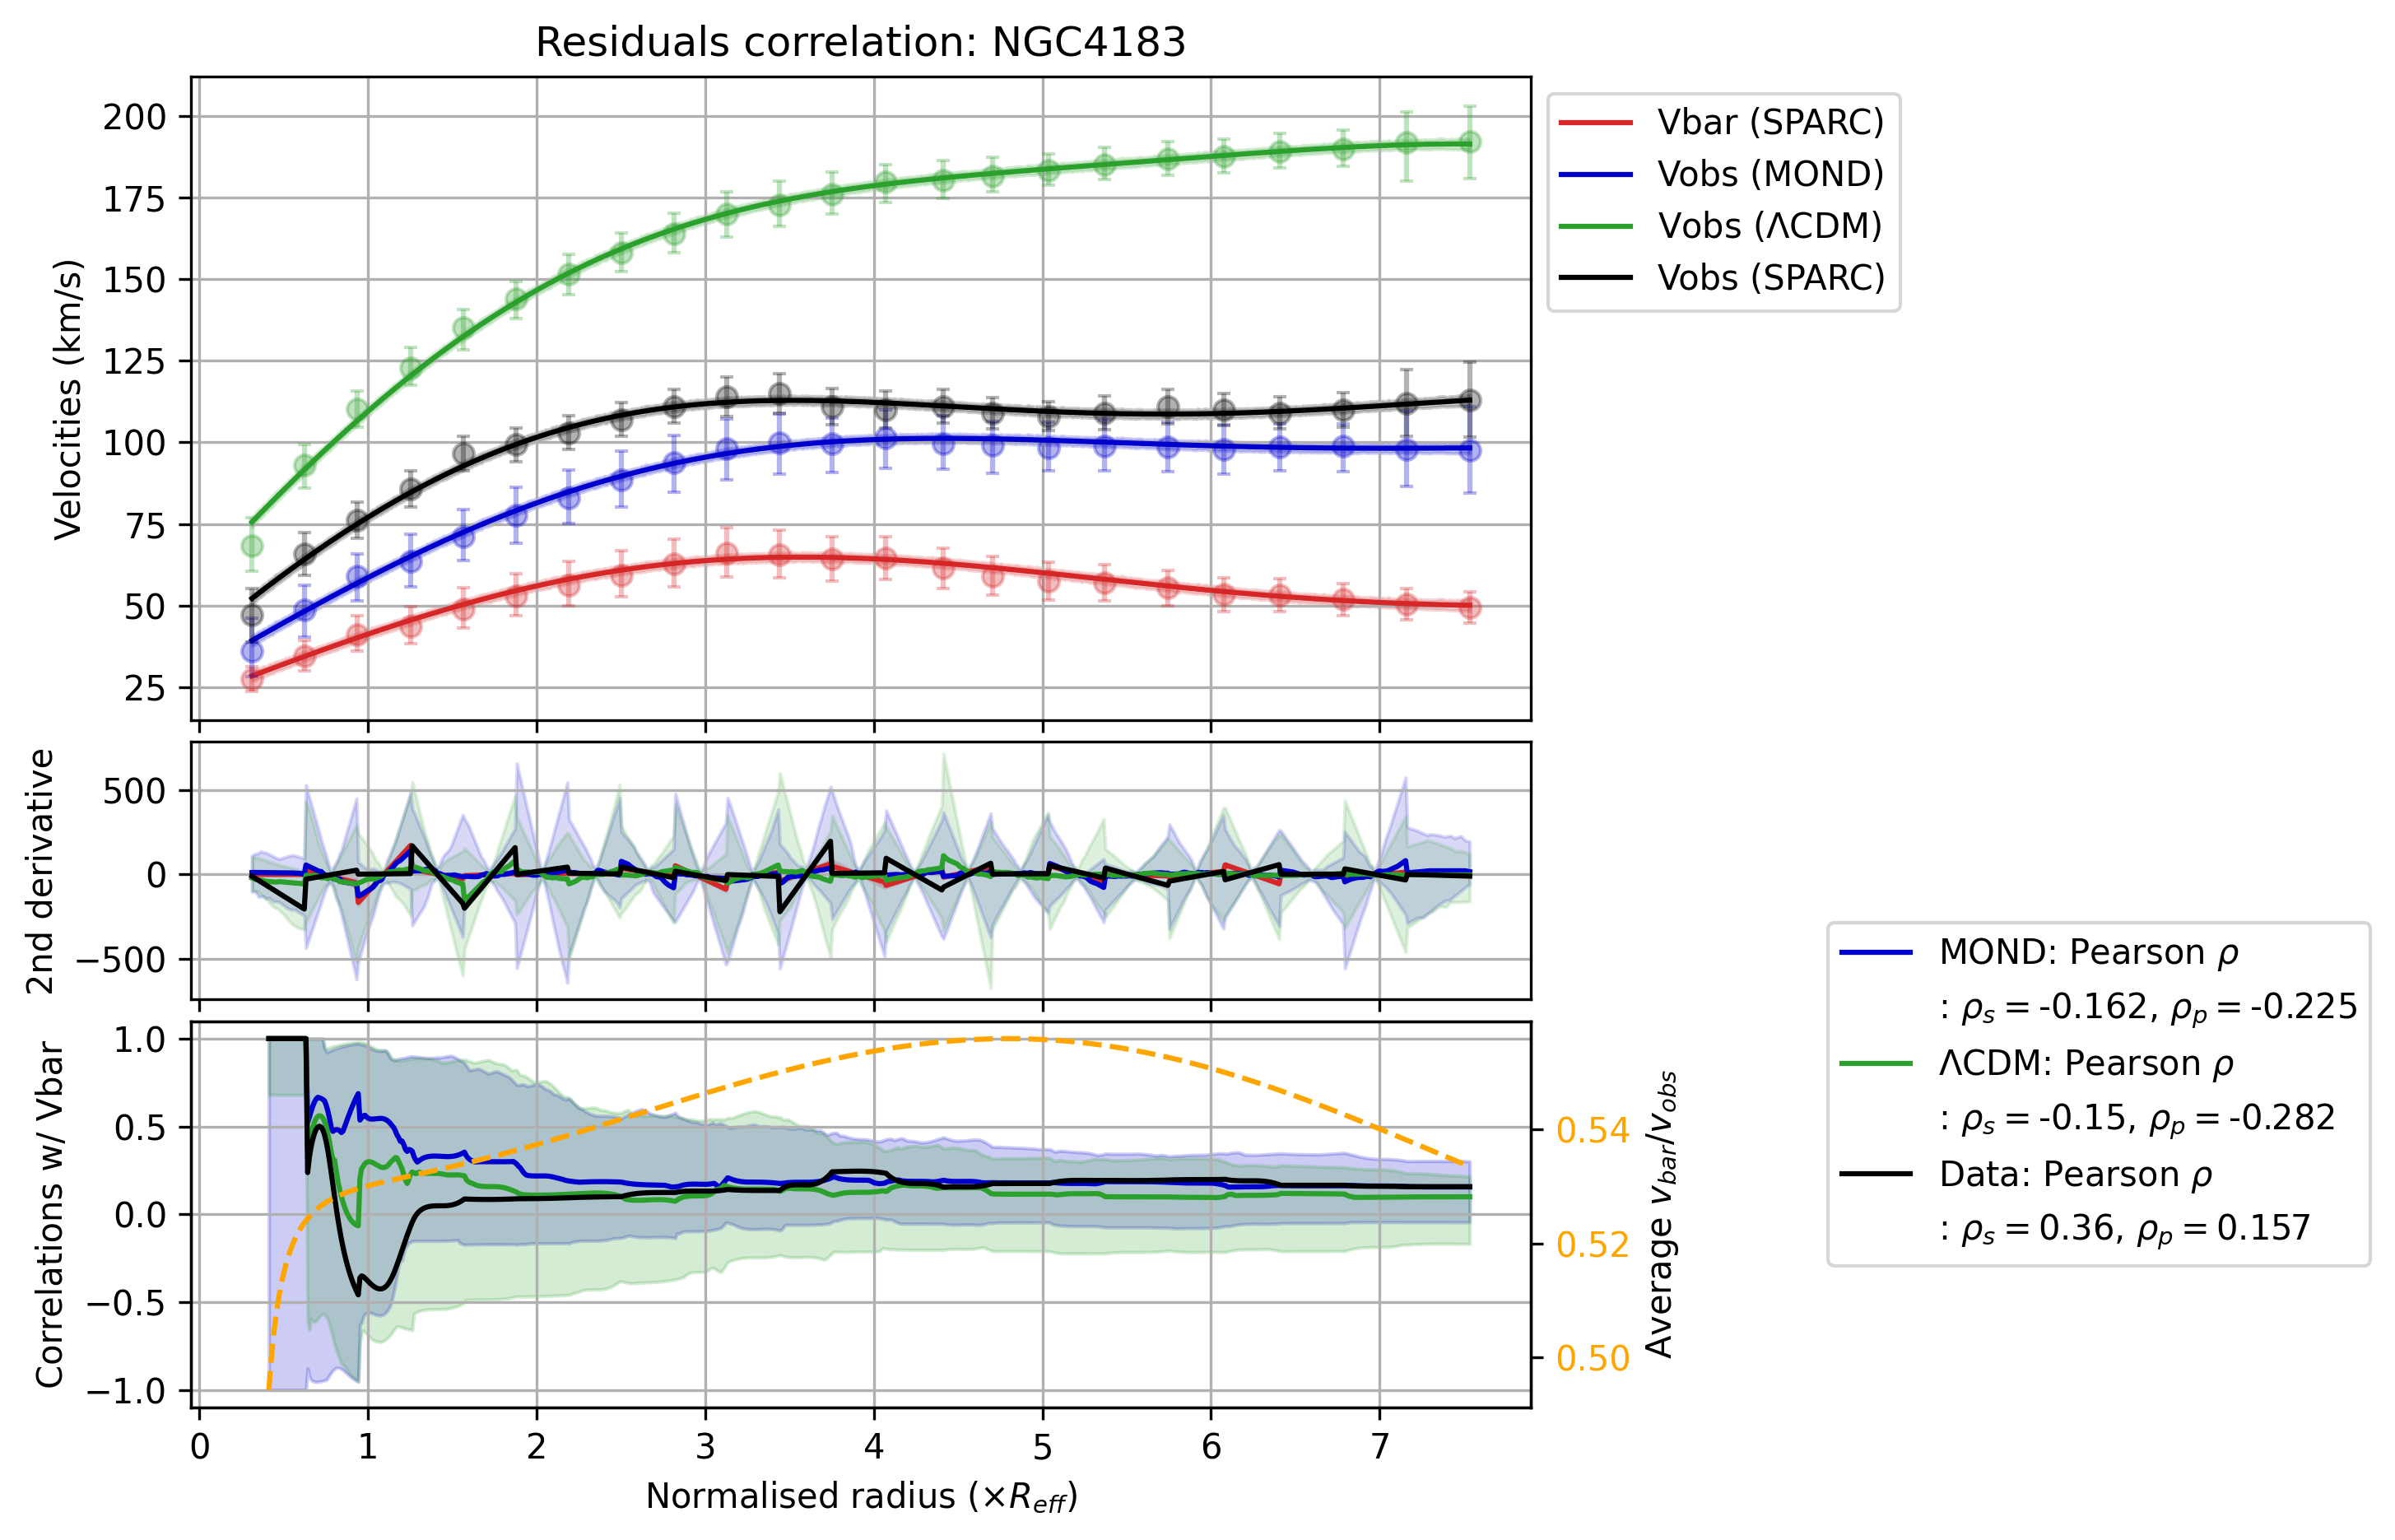 Residuals correlation: NGC4183
Velocities (km/s)
200
175
150
125
100
75
50
25
Vbar (SPARC)
Vobs (MOND)
Vobs (ΛCDM)
Vobs (SPARC)
2nd derivative
500
0
−500
Correlations w/ Vbar
1.0
0.5
0.0
−0.5
−1.0
0.54
0.52
0.50
Average v_bar/v_obs
MOND: Pearson ρ
: ρ_s = -0.162, ρ_p = -0.225
ΛCDM: Pearson ρ
: ρ_s = -0.15, ρ_p = -0.282
Data: Pearson ρ
: ρ_s = 0.36, ρ_p = 0.157
0 1 2 3 4 5 6 7
Normalised radius (×R_eff)